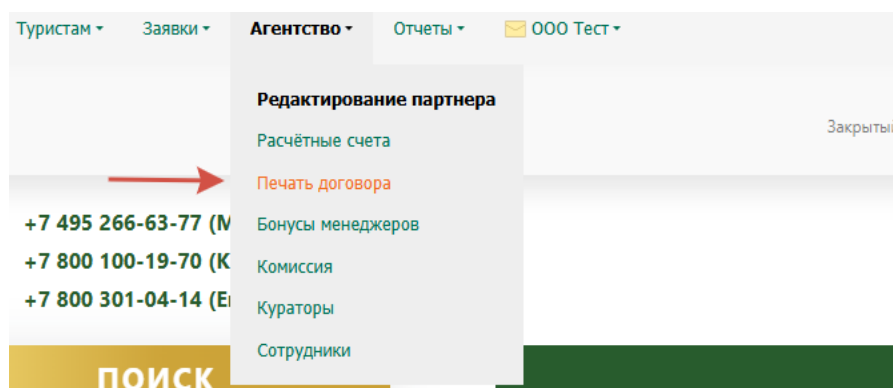 Туристам Заявки Агентство Отчеты ООО Тест
Редактирование партнера
Закрытый
Расчётные счета
Печать договора
+7 495 266-63-77 (М
Бонусы менеджеров
+7 800 100-19-70 (К
Комиссия
+7 800 301-04-14 (Е
Кураторы
Сотрудники
ПОИСК